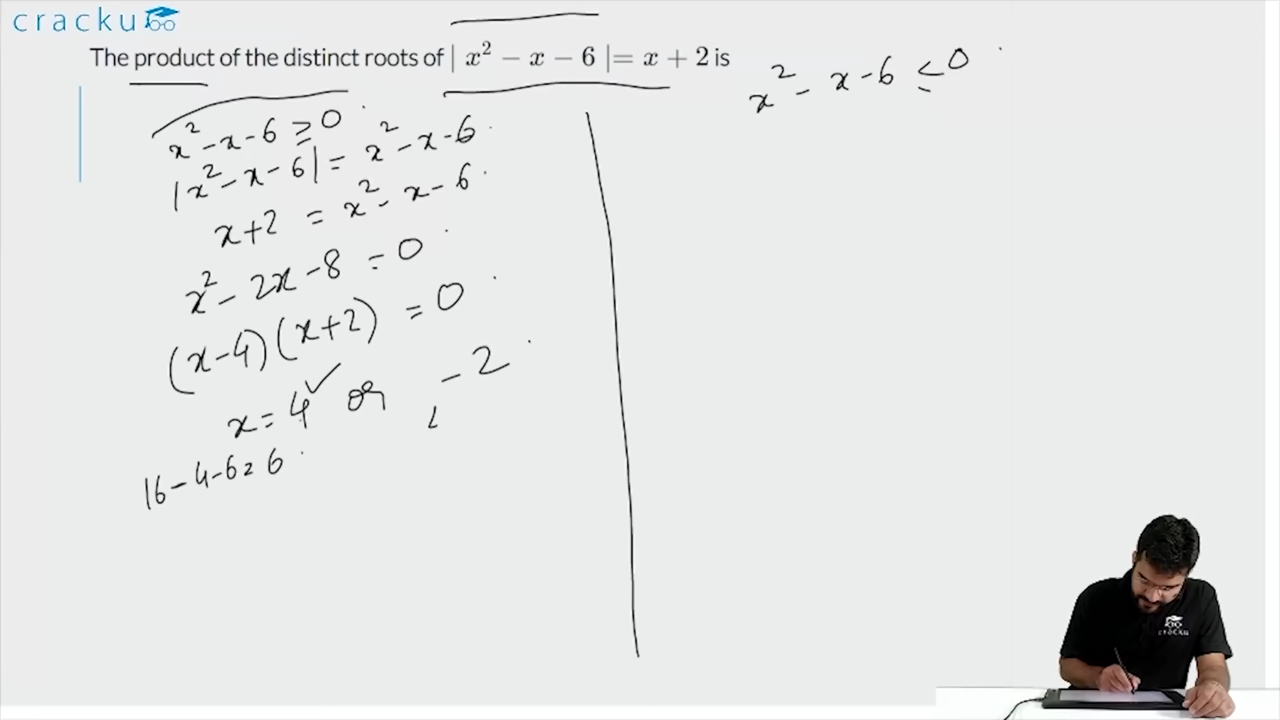 cracku
The product of the distinct roots of | x² − x − 6 |= x + 2 is
x² - x - 6 ≥ 0
|x² - x - 6| = x² - x - 6
x + 2 = x² - x - 6
x² - 2x - 8 = 0
(x - 4)(x + 2) = 0
x = 4 ✓ or - 2
16 - 4 - 6 = 6
x² - x - 6 ≤ 0
cracku